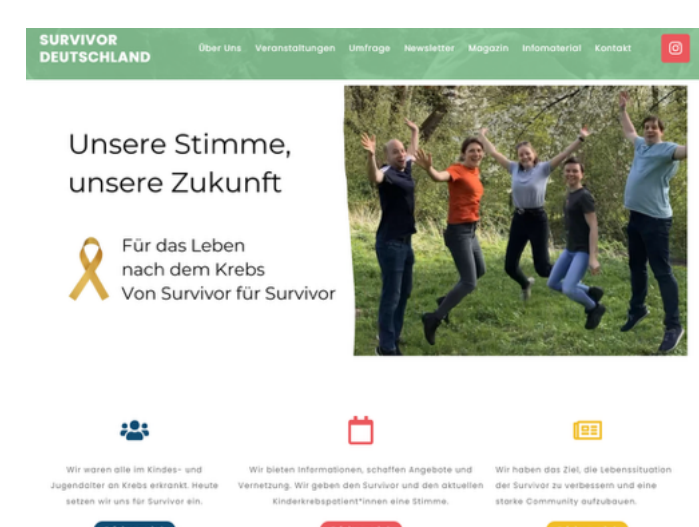 SURVIVOR
DEUTSCHLAND
Über Uns Veranstaltungen Umfrage Newsletter Magazin Infomaterial Kontakt
Unsere Stimme,
unsere Zukunft
Für das Leben
nach dem Krebs
Von Survivor für Survivor
Wir waren alle im Kindes- und
Jugendalter an Krebs erkrankt. Heute
setzen wir uns für Survivor ein.
Wir bieten Informationen, schaffen Angebote und
Vernetzung. Wir geben den Survivor und den aktuellen
Kinderkrebspatient*innen eine Stimme.
Wir haben das Ziel, die Lebenssituation
der Survivor zu verbessern und eine
starke Community aufzubauen.